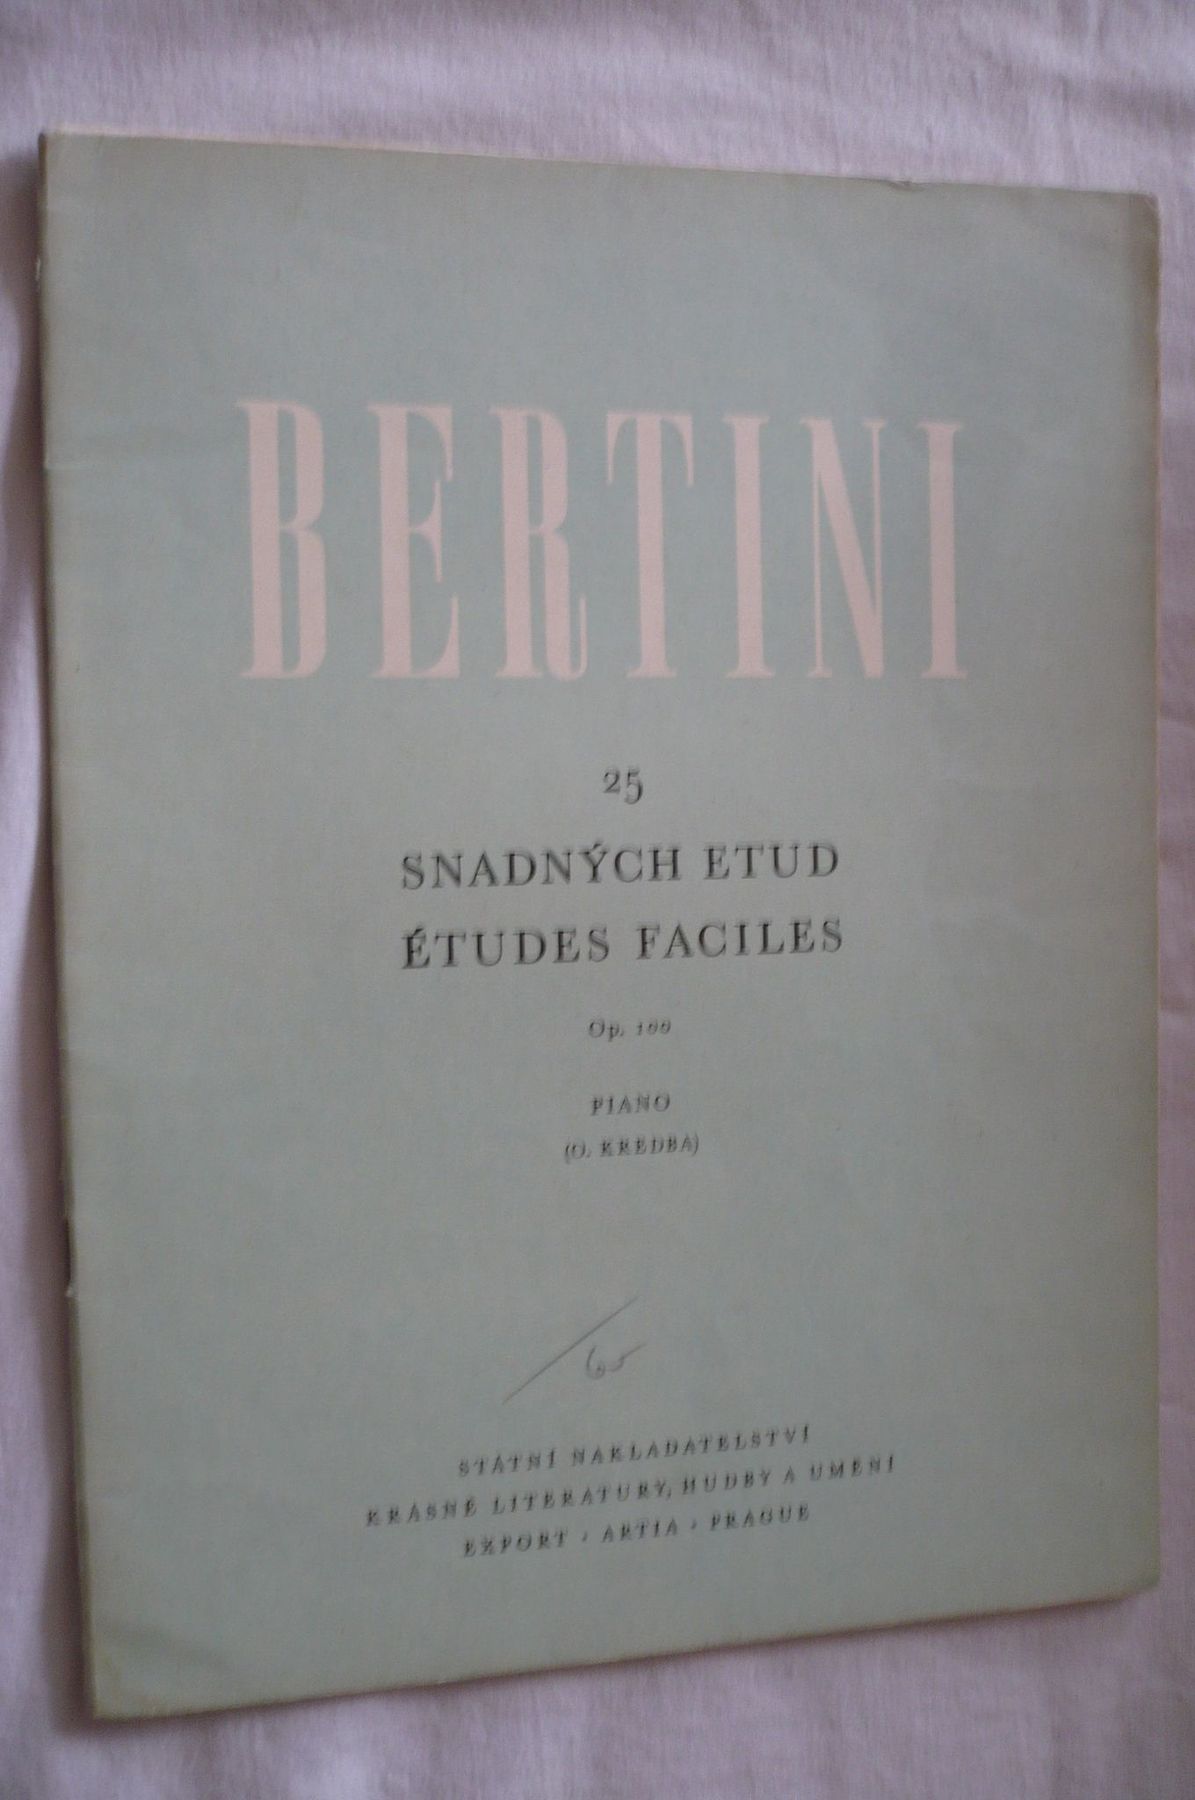 BERTINI
25
SNADNÝCH ETUD
ÉTUDES FACILES
Op. 100
PIANO
(O. KREDBA)
65
STÁTNÍ NAKLADATELSTVÍ
KRÁSNÉ LITERATURY, HUDBY A UMĚNÍ
EXPORT · ARTIA · PRAGUE